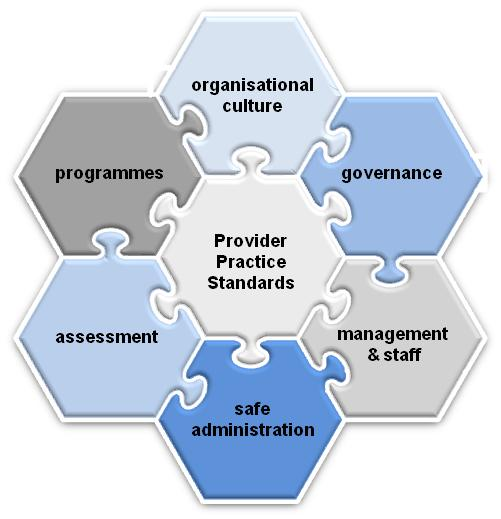 organisational
culture
programmes
governance
Provider
Practice
Standards
assessment
management
& staff
safe
administration